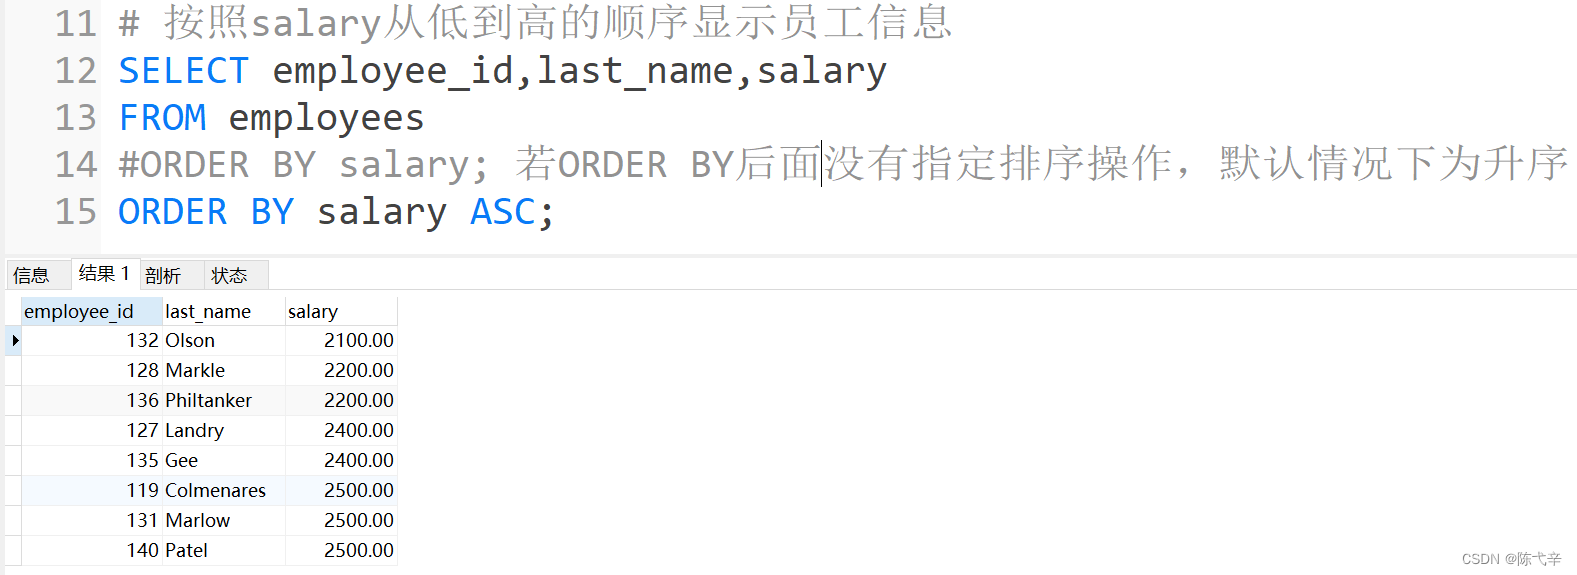 11 # 按照salary从低到高的顺序显示员工信息
12 SELECT employee_id,last_name,salary
13 FROM employees
14 #ORDER BY salary; 若ORDER BY后面没有指定排序操作，默认情况下为升序
15 ORDER BY salary ASC;
信息 结果 1 剖析 状态
employee_id last_name salary
132 Olson 2100.00
128 Markle 2200.00
136 Philtanker 2200.00
127 Landry 2400.00
135 Gee 2400.00
119 Colmenares 2500.00
131 Marlow 2500.00
140 Patel 2500.00
CSDN @陈弋辛